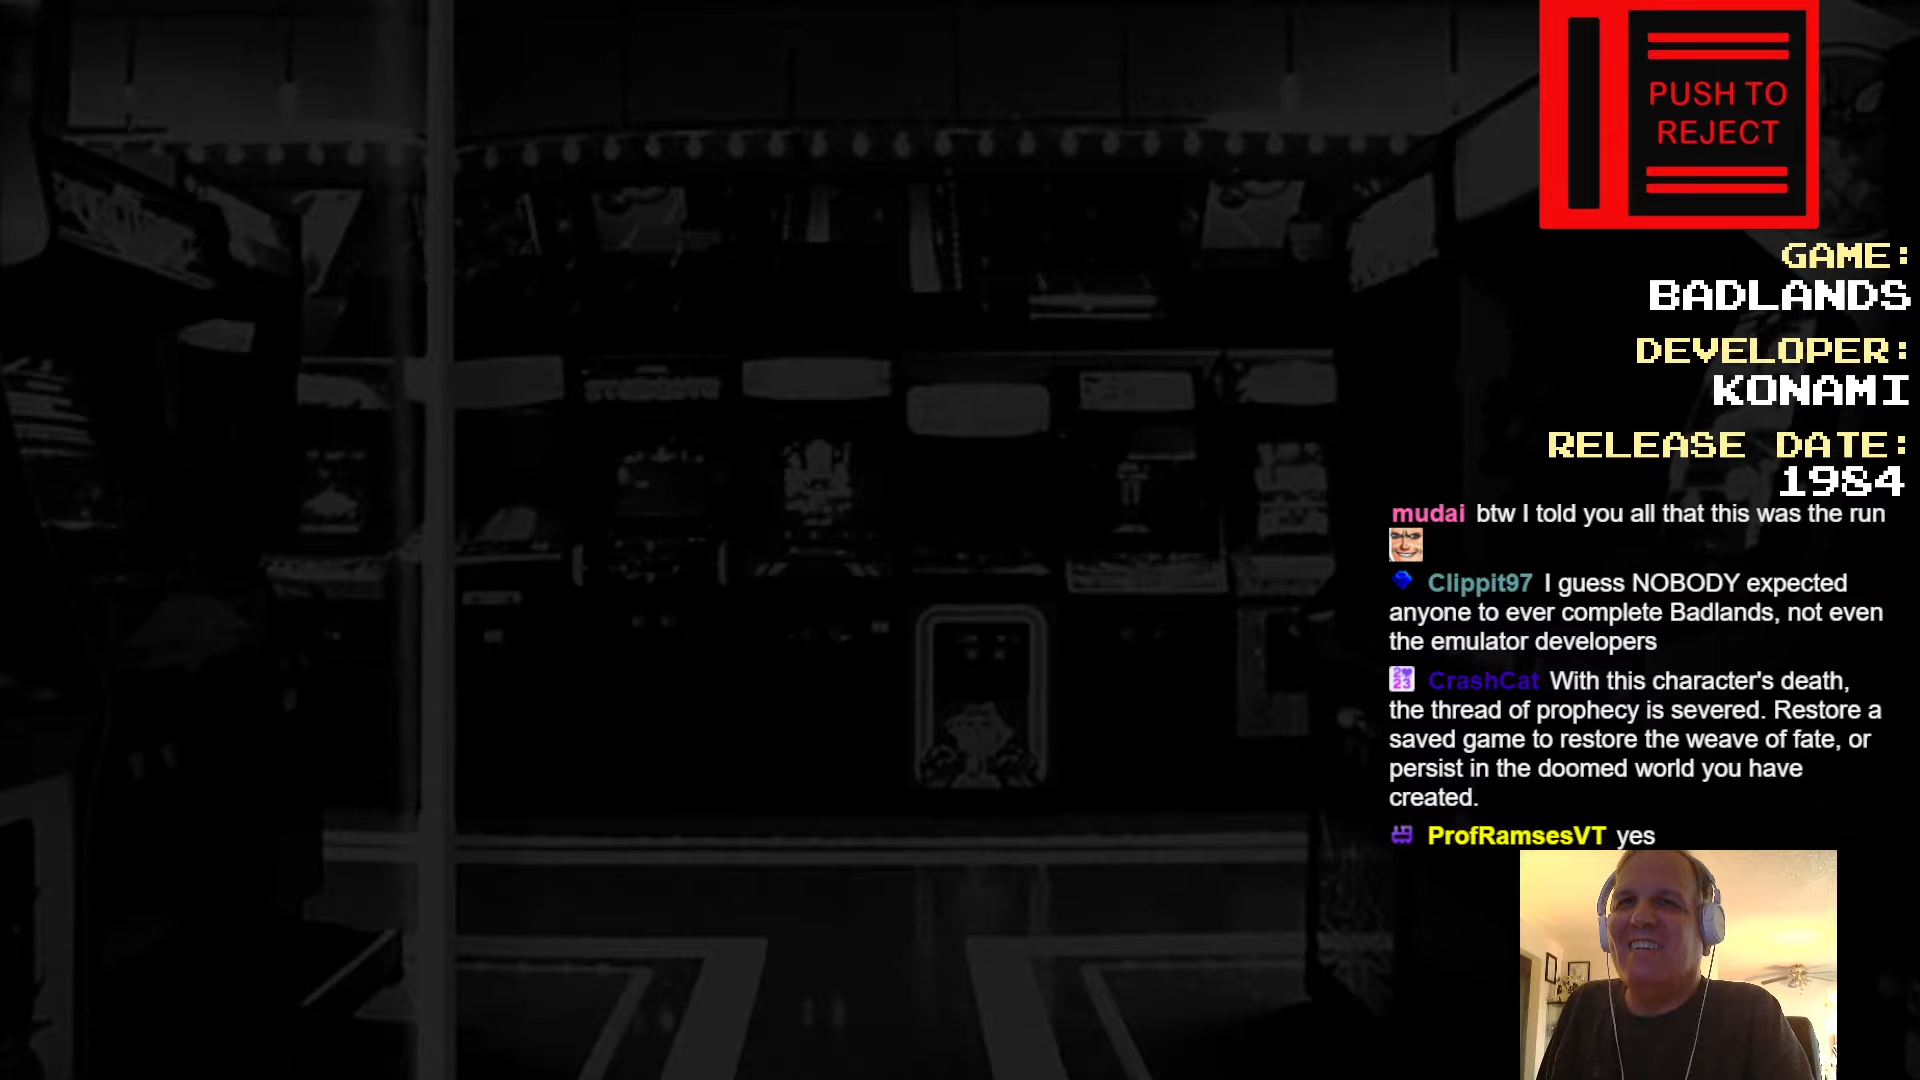 PUSH TO
REJECT
GAME:
BADLANDS
DEVELOPER:
KONAMI
RELEASE DATE:
1984
mudai btw I told you all that this was the run
Clippit97 I guess NOBODY expected
anyone to ever complete Badlands, not even
the emulator developers
CrashCat With this character's death,
the thread of prophecy is severed. Restore a
saved game to restore the weave of fate, or
persist in the doomed world you have
created.
ProfRamsesVT yes